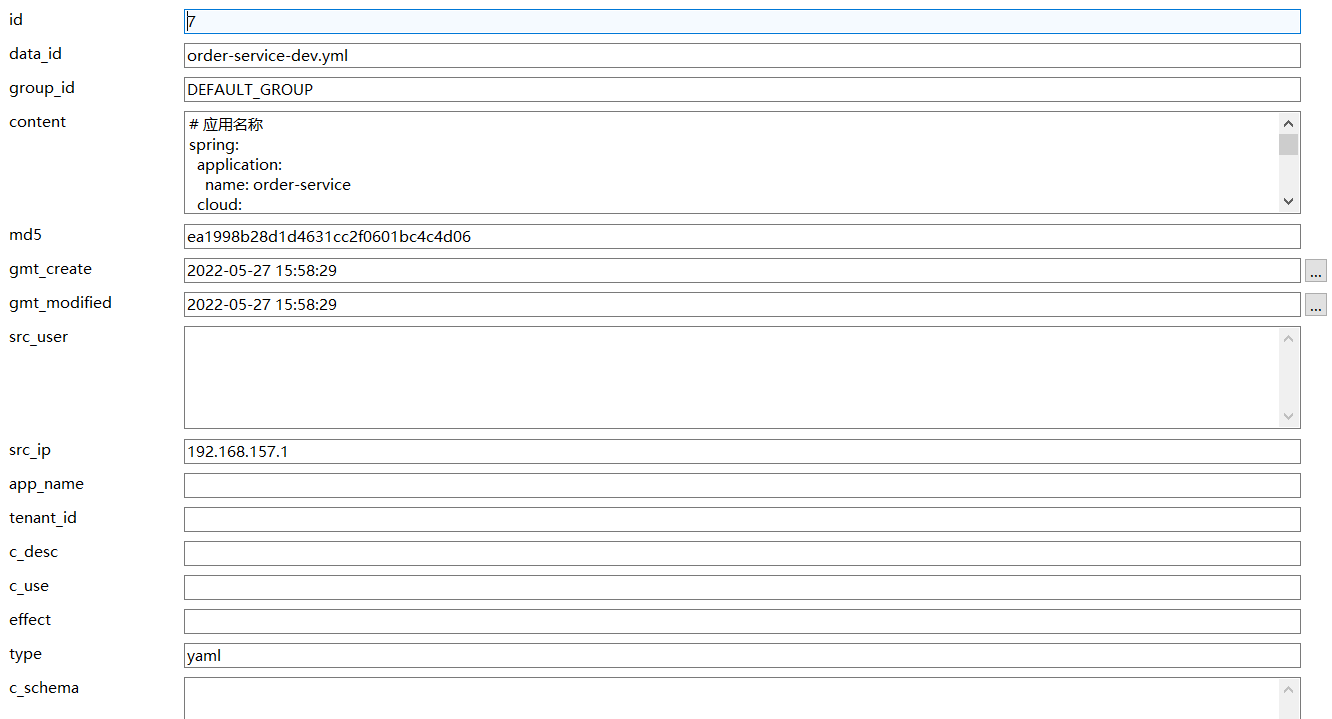 id 7
data_id order-service-dev.yml
group_id DEFAULT_GROUP
content # 应用名称
spring:
application:
name: order-service
cloud:
md5 ea1998b28d1d4631cc2f0601bc4c4d06
gmt_create 2022-05-27 15:58:29 ...
gmt_modified 2022-05-27 15:58:29 ...
src_user
src_ip 192.168.157.1
app_name
tenant_id
c_desc
c_use
effect
type yaml
c_schema